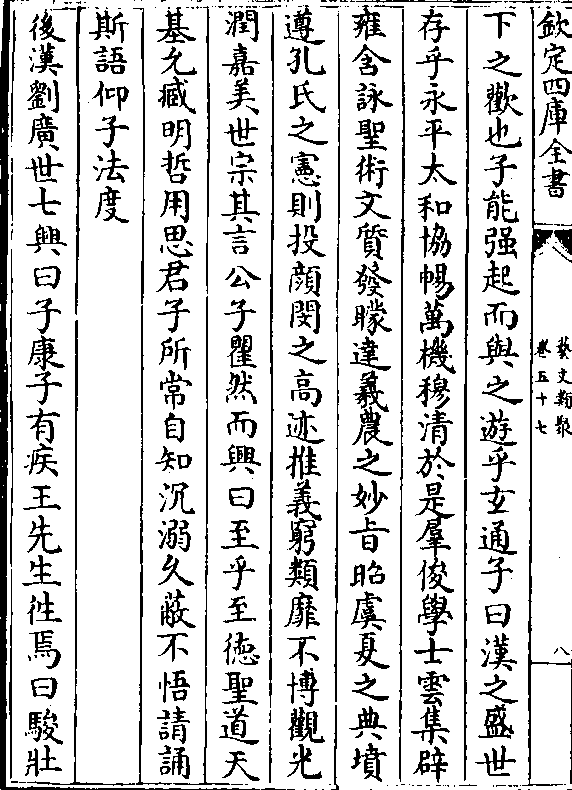 欽定四庫全書
藝文類聚
卷五十七
八
下之歡也子能强起而與之遊乎玄通子曰漢之盛世
存乎永平太和協暢萬機穆清於是羣俊學士雲集辟
雍含詠聖術文質發曚達羲農之妙旨昭虞夏之典墳
遵孔氏之憲則投顔閔之高迹推義窮類靡不博觀光
潤嘉美世宗其言公子瞿然而興曰至乎至德聖道天
基允臧明哲用思君子所常自知沉溺久蔽不悟請誦
斯語仰子法度
後漢劉廣世七興曰子康子有疾王先生徃焉曰駿壯